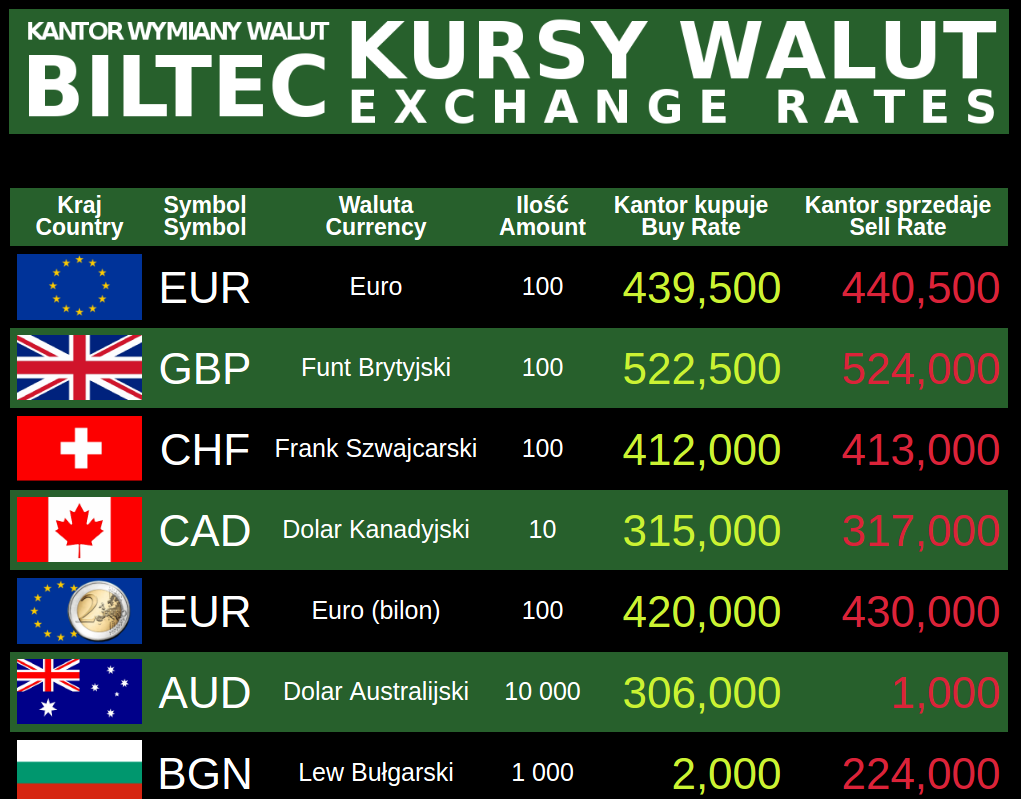 KANTOR WYMIANY WALUT
BILTEC
KURSY WALUT
EXCHANGE RATES
Kraj Symbol Waluta Ilość Kantor kupuje Kantor sprzedaje
Country Symbol Currency Amount Buy Rate Sell Rate
EUR Euro 100 439,500 440,500
GBP Funt Brytyjski 100 522,500 524,000
CHF Frank Szwajcarski 100 412,000 413,000
CAD Dolar Kanadyjski 10 315,000 317,000
2
EUR Euro (bilon) 100 420,000 430,000
AUD Dolar Australijski 10 000 306,000 1,000
BGN Lew Bułgarski 1 000 2,000 224,000